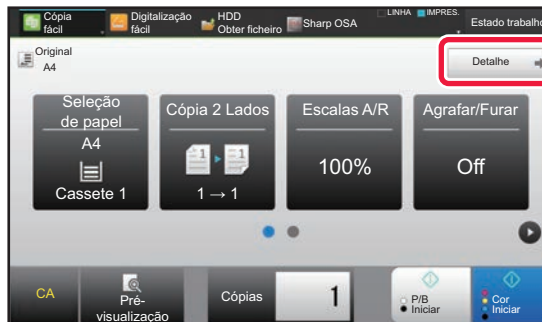 Cópia
fácil
Digitalização
fácil
HDD
Obter ficheiro
Sharp OSA
LINHA
IMPRES.
Estado trabalho
Original
A4
Detalhe
Seleção
de papel
A4
Cassete 1
Cópia 2 Lados
1 1
1 → 1
Escalas A/R
100%
Agrafar/Furar
Off
CA
Pré-
visualização
Cópias
1
P/B
Iniciar
Cor
Iniciar